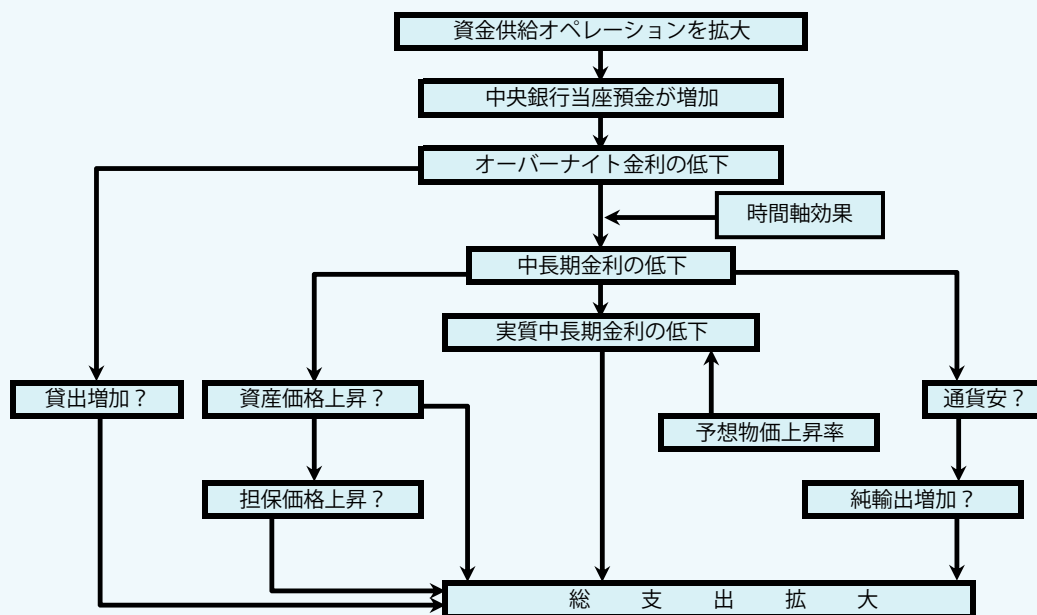 資金供給オペレーションを拡大
中央銀行当座預金が増加
オーバーナイト金利の低下
時間軸効果
中長期金利の低下
実質中長期金利の低下
貸出増加？
資産価格上昇？
通貨安？
予想物価上昇率
担保価格上昇？
純輸出増加？
総 支 出 拡 大